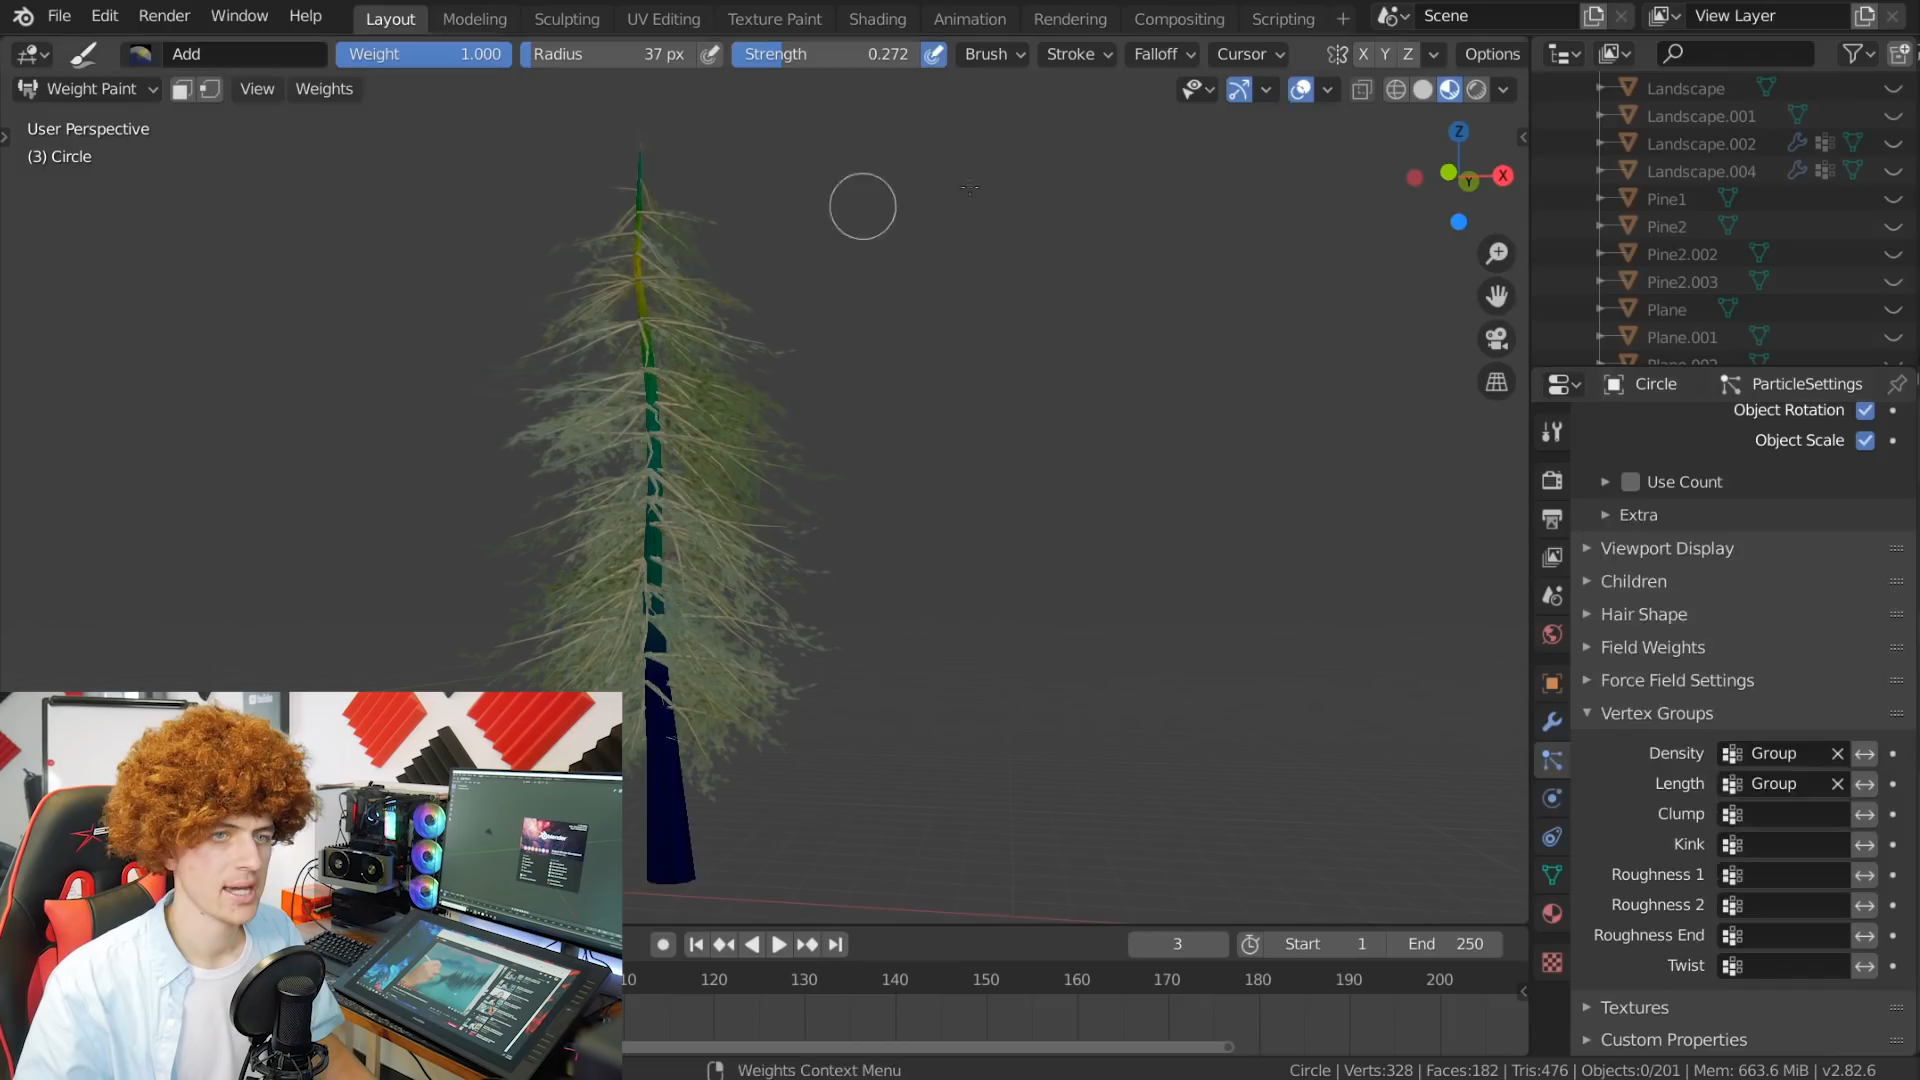 File Edit Render Window Help Layout Modeling Sculpting UV Editing Texture Paint Shading Animation Rendering Compositing Scripting + Scene View Layer
Add Weight 1.000 Radius 37 px Strength 0.272 Brush Stroke Falloff Cursor X Y Z Options
Weight Paint View Weights
User Perspective
(3) Circle
Z
X
Y
Landscape
Landscape.001
Landscape.002
Landscape.004
Pine1
Pine2
Pine2.002
Pine2.003
Plane
Plane.001
Plane.002
Circle ParticleSettings
Object Rotation
Object Scale
Use Count
Extra
Viewport Display
Children
Hair Shape
Field Weights
Force Field Settings
Vertex Groups
Density Group
Length Group
Clump
Kink
Roughness 1
Roughness 2
Roughness End
Twist
Textures
Custom Properties
3 Start 1 End 250
10 120 130 140 150 160 170 180 190 200
Weights Context Menu
Circle | Verts:328 | Faces:182 | Tris:476 | Objects:0/201 | Mem: 663.6 MiB | v2.82.6